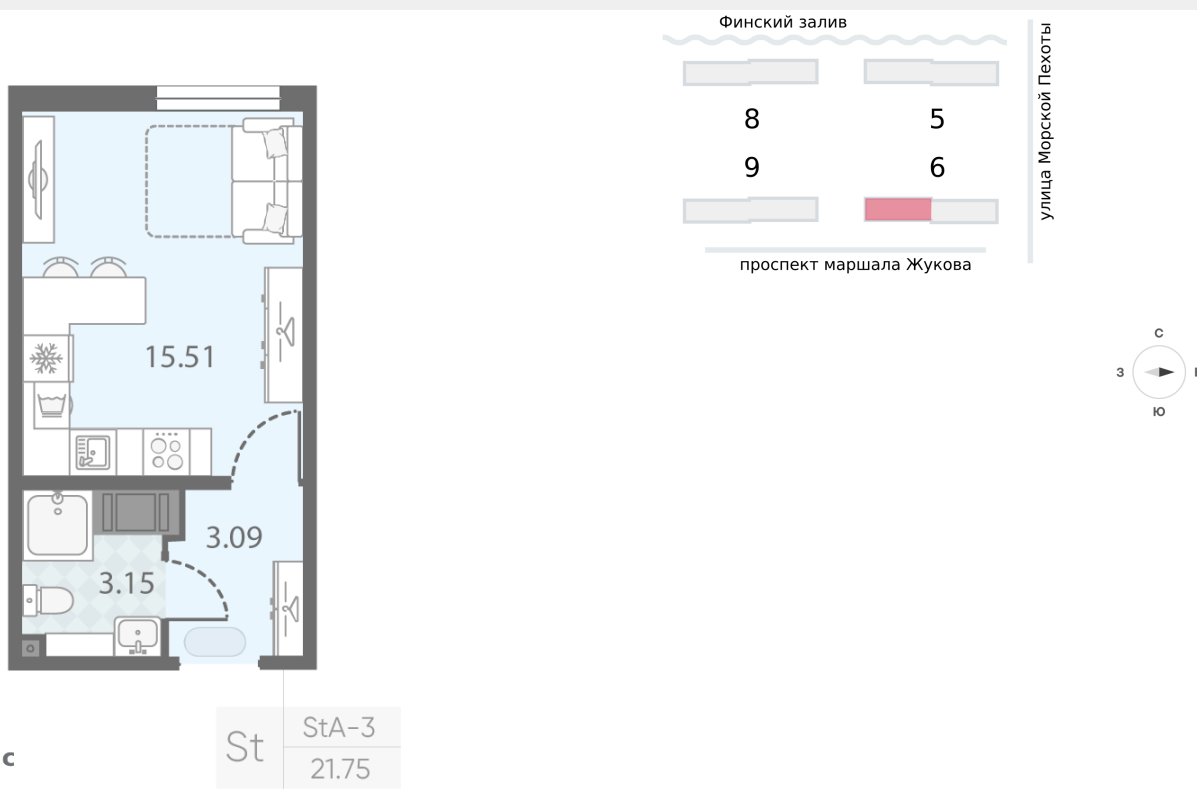 Финский залив
улица Морской Пехоты
8
5
9
6
проспект маршала Жукова
С
З
Ю
15.51
3.09
3.15
St
StA-3
21.75
с